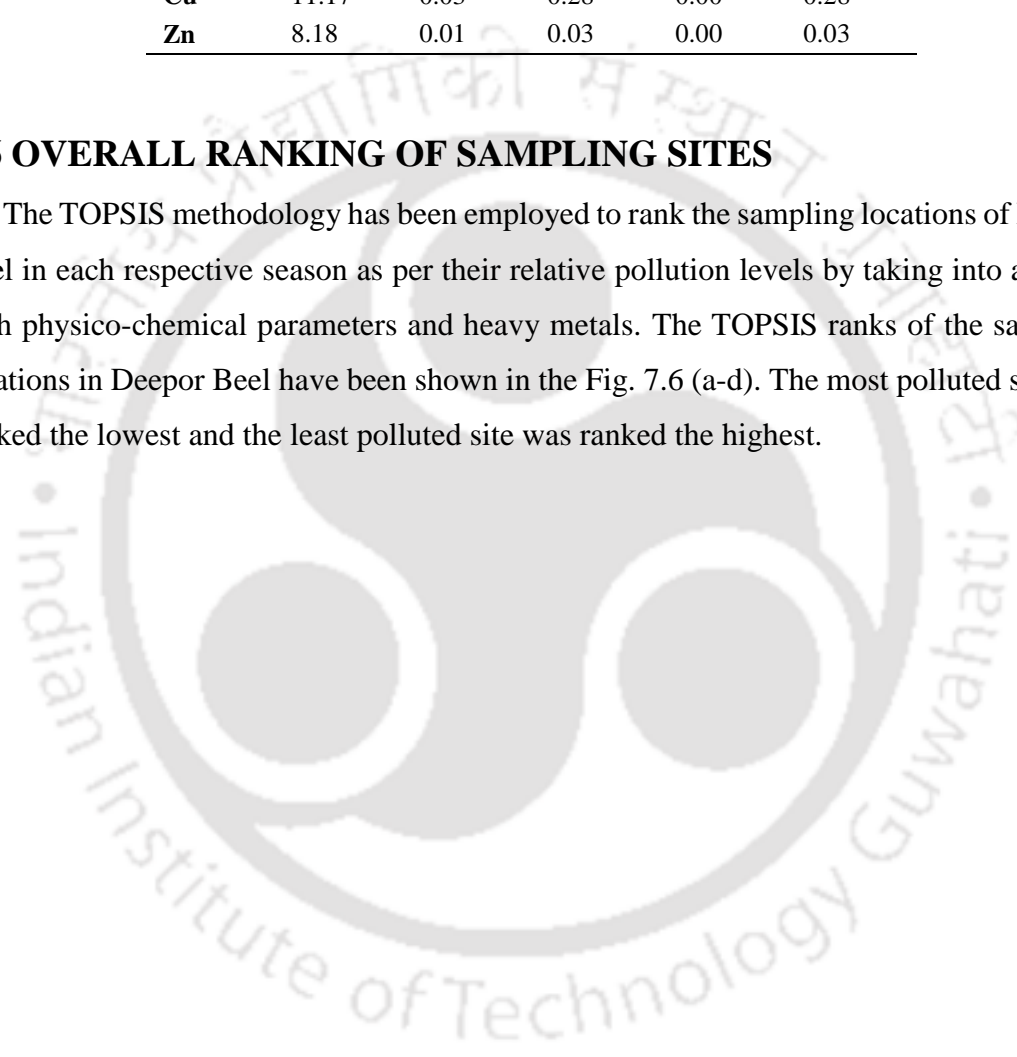 Zn 8.18 0.01 0.03 0.00 0.03
OVERALL RANKING OF SAMPLING SITES
The TOPSIS methodology has been employed to rank the sampling locations of
in each respective season as per their relative pollution levels by taking into
physico-chemical parameters and heavy metals. The TOPSIS ranks of the
in Deepor Beel have been shown in the Fig. 7.6 (a-d). The most polluted
the lowest and the least polluted site was ranked the highest.
Indian Institute of Technology Guwahati